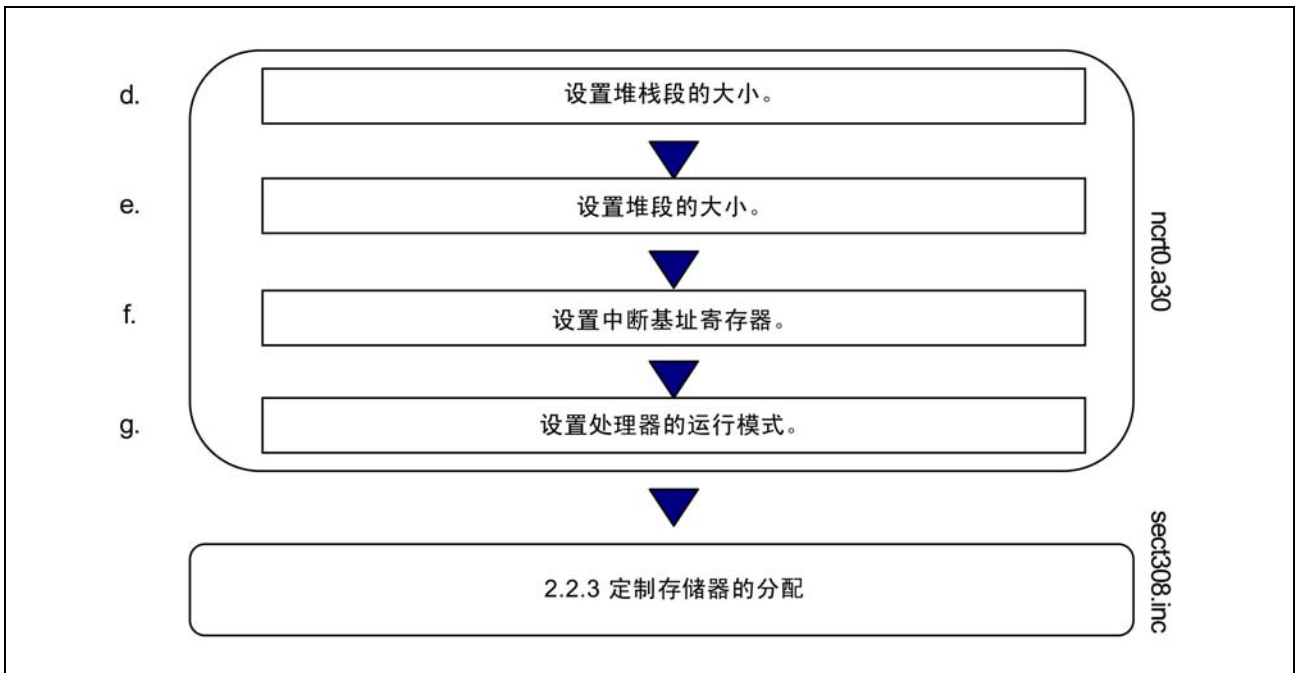 d.
设置堆栈段的大小。
e.
设置堆段的大小。
f.
设置中断基址寄存器。
g.
设置处理器的运行模式。
ncrt0.a30
2.2.3 定制存储器的分配
sect308.inc